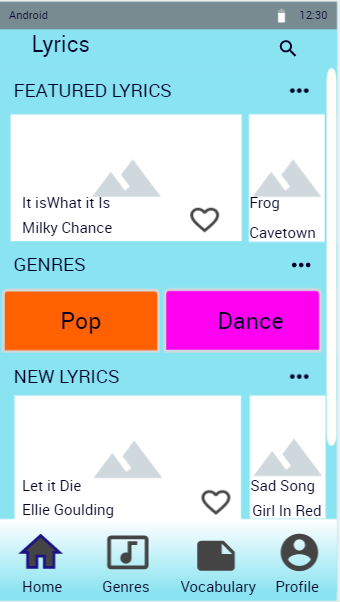 Android 12:30
Lyrics
FEATURED LYRICS
It isWhat it Is
Milky Chance
Frog
Cavetown
GENRES
Pop
Dance
NEW LYRICS
Let it Die
Ellie Goulding
Sad Song
Girl In Red
Home
Genres
Vocabulary
Profile